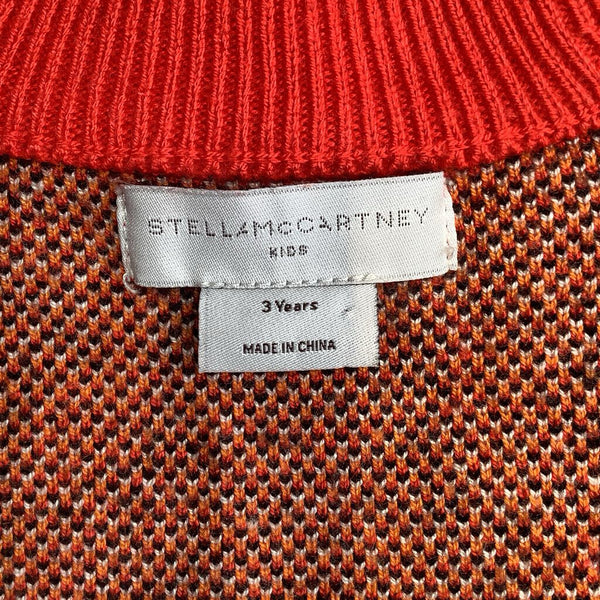 STELLAMcCARTNEY
KIDS
3 Years
MADE IN CHINA